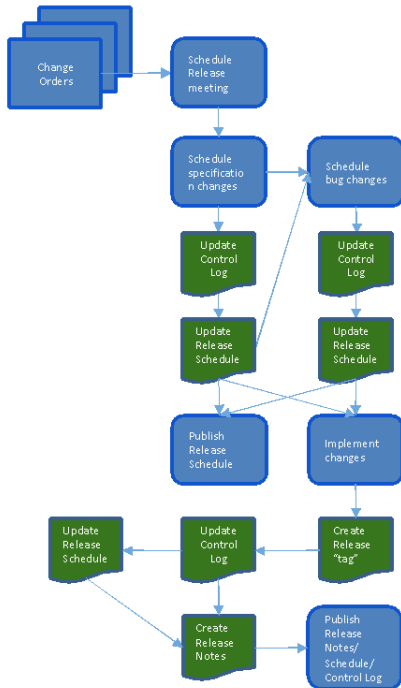 Change
Orders
Schedule
Release
meeting
Schedule
specificatio
n changes
Schedule
bug changes
Update
Control
Log
Update
Control
Log
Update
Release
Schedule
Update
Release
Schedule
Publish
Release
Schedule
Implement
changes
Update
Release
Schedule
Update
Control
Log
Create
Release
"tag"
Create
Release
Notes
Publish
Release
Notes/
Schedule/
Control Log